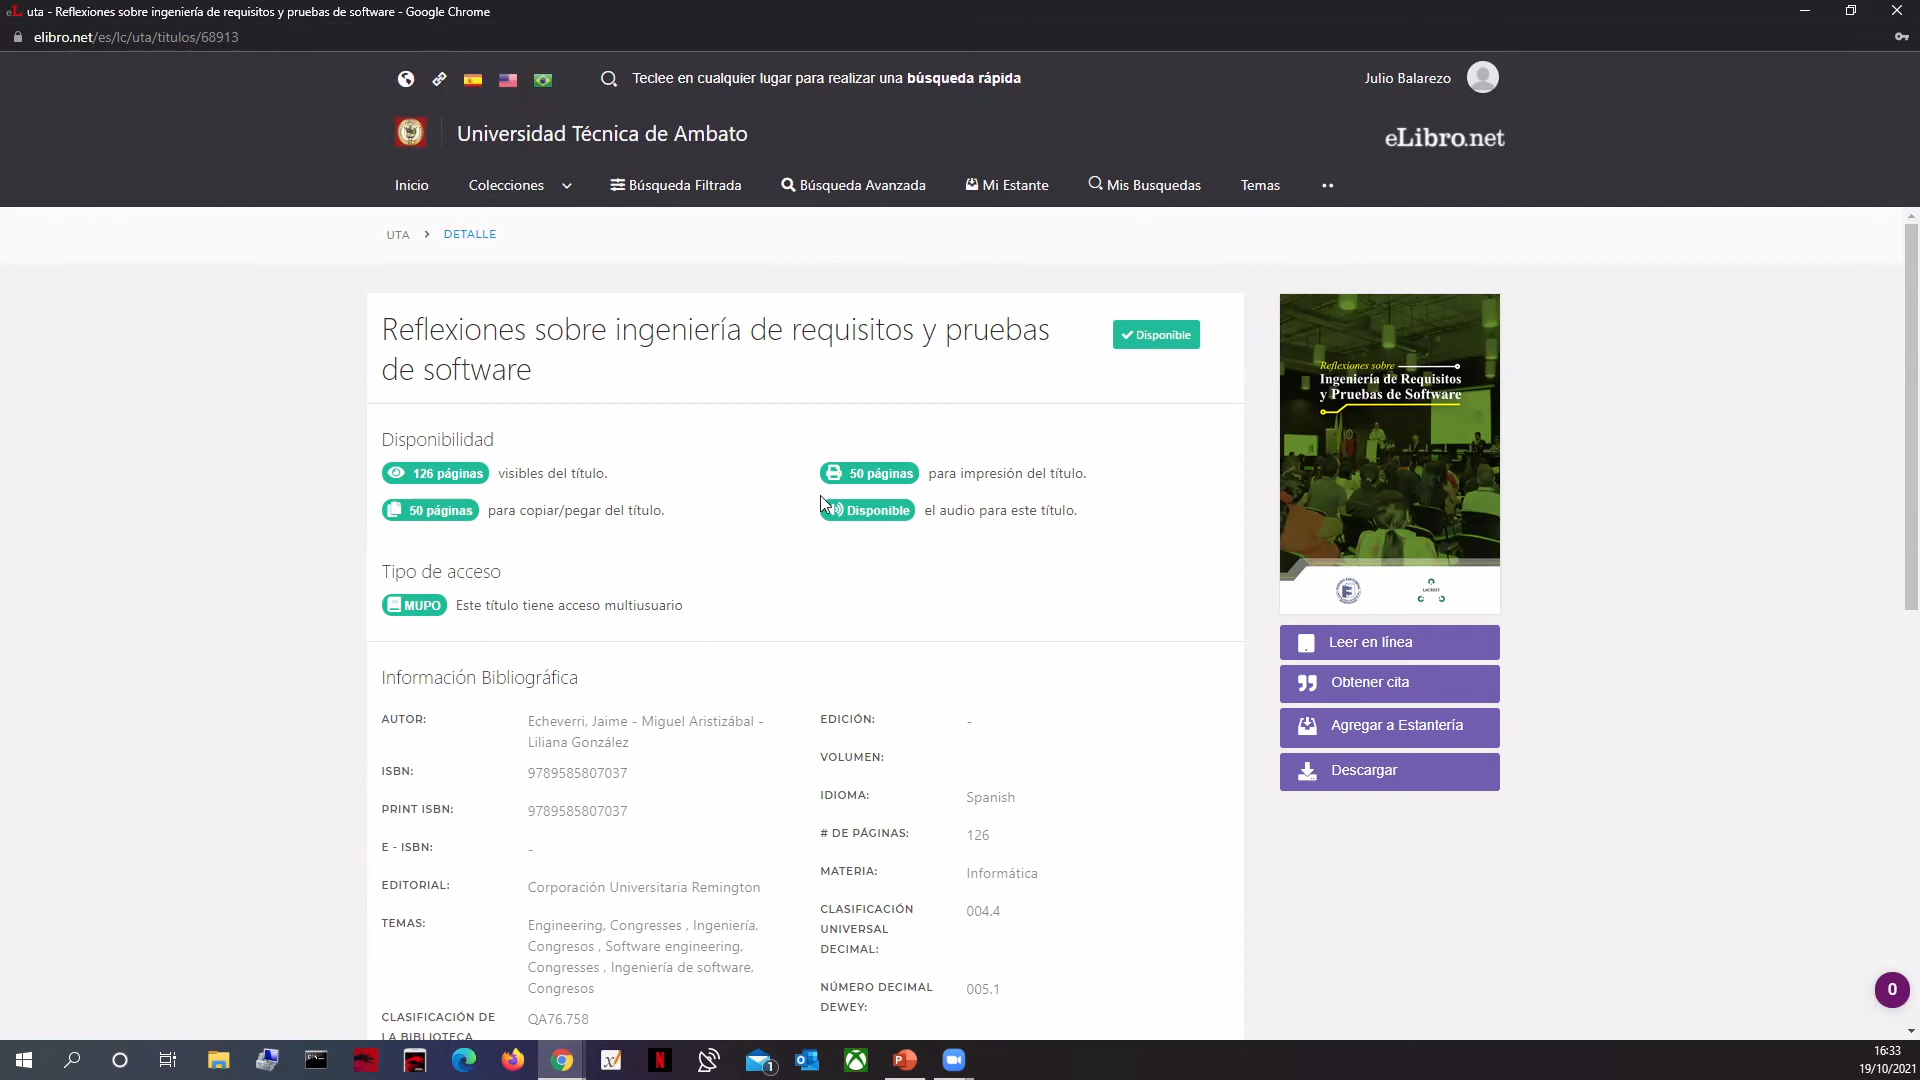 uta - Reflexiones sobre ingeniería de requisitos y pruebas de software - Google Chrome
elibro.net/es/lc/uta/titulos/68913
Teclee en cualquier lugar para realizar una búsqueda rápida
Julio Balarezo
Universidad Técnica de Ambato
eLibro.net
Inicio
Colecciones
Búsqueda Filtrada
Búsqueda Avanzada
Mi Estante
Mis Busquedas
Temas
UTA
DETALLE
Reflexiones sobre ingeniería de requisitos y pruebas
de software
Disponible
Disponibilidad
126 páginas visibles del título.
50 páginas para impresión del título.
50 páginas para copiar/pegar del título.
Disponible el audio para este título.
Tipo de acceso
MUPO Este título tiene acceso multiusuario
Información Bibliográfica
AUTOR: Echeverri, Jaime - Miguel Aristizábal -
Liliana González
ISBN: 9789585807037
PRINT ISBN: 9789585807037
E - ISBN: -
EDITORIAL: Corporación Universitaria Remington
TEMAS: Engineering, Congresses , Ingeniería,
Congresos , Software engineering,
Congresses , Ingeniería de software,
Congresos
CLASIFICACIÓN DE QA76.758
LA BIBLIOTECA
EDICIÓN: -
VOLUMEN:
IDIOMA: Spanish
# DE PÁGINAS: 126
MATERIA: Informática
CLASIFICACIÓN 004.4
UNIVERSAL
DECIMAL:
NÚMERO DECIMAL 005.1
DEWEY:
Reflexiones sobre
Ingeniería de Requisitos
y Pruebas de Software
LACREST
Leer en línea
Obtener cita
Agregar a Estantería
Descargar
0
1
16:33
19/10/2021